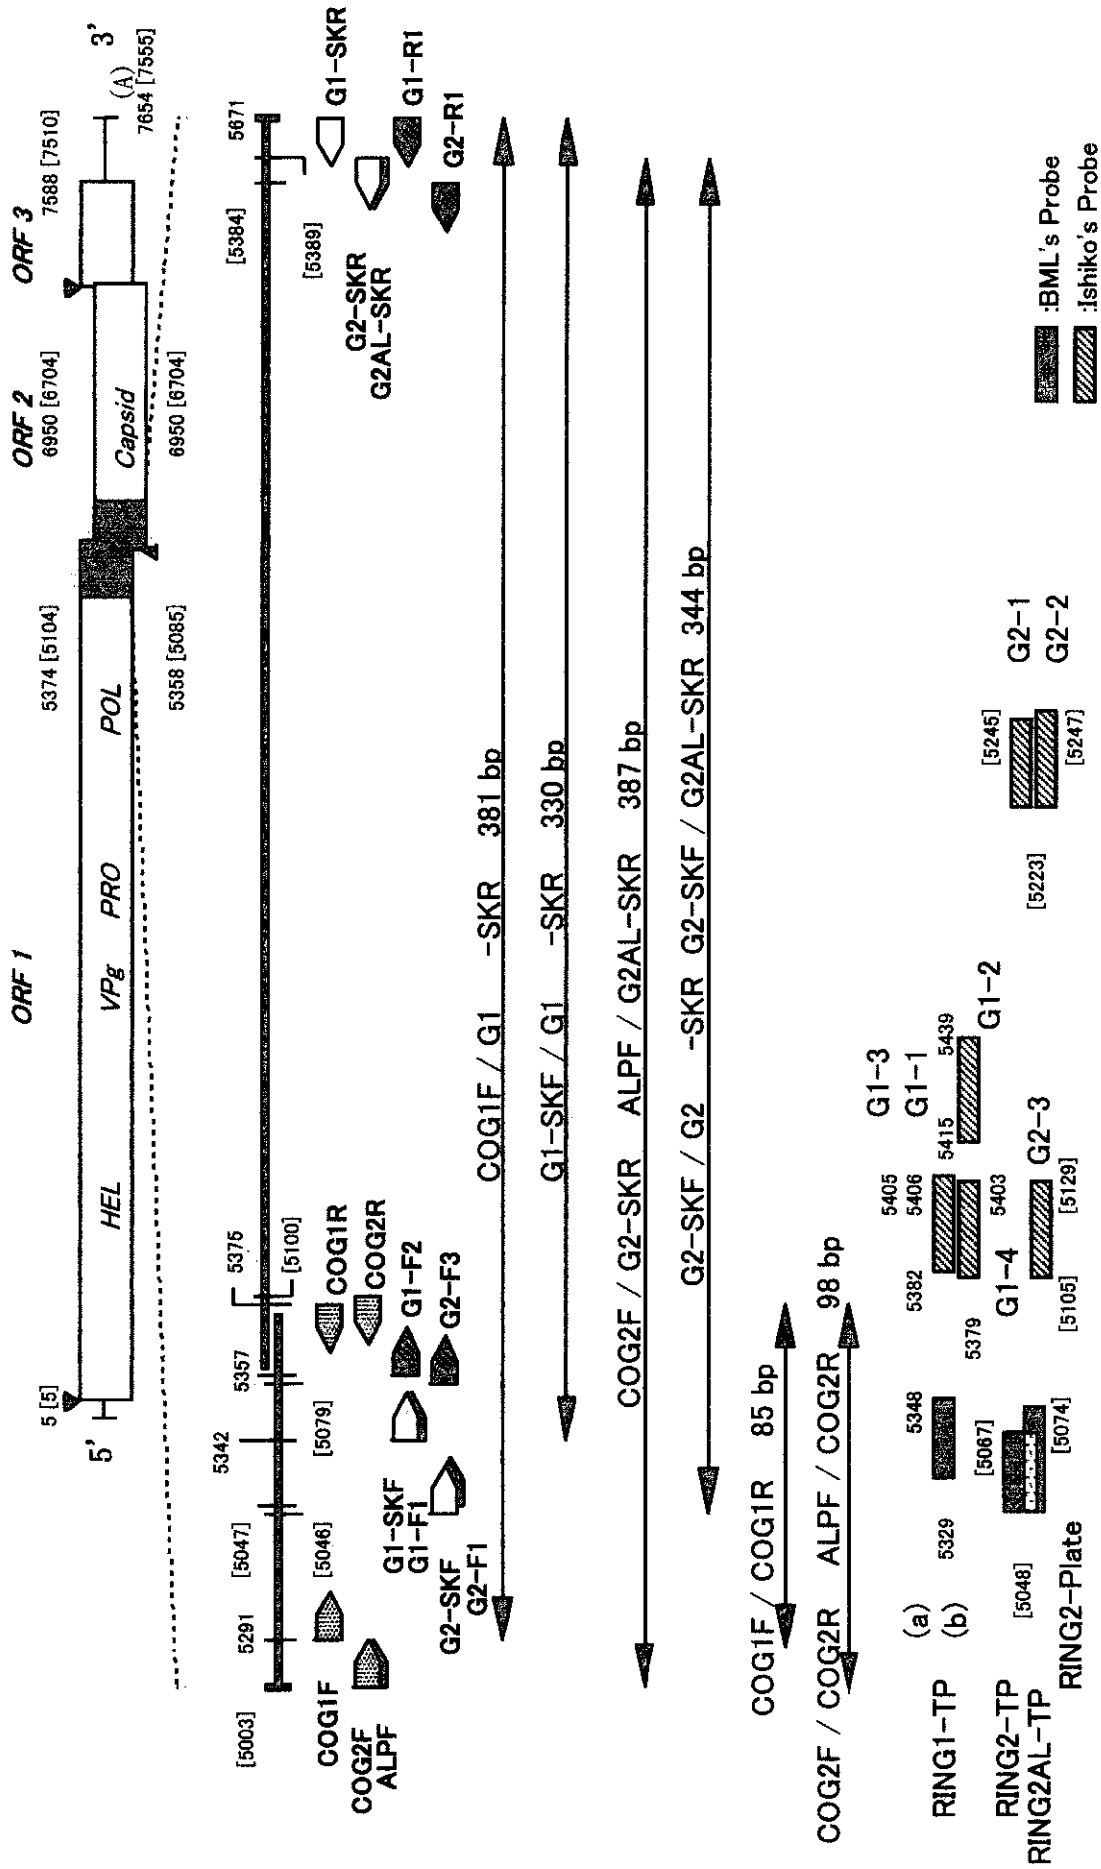 ORF 1
ORF 2
ORF 3
5 [5]
5374 [5104]
6950 [6704]
7588 [7510]
5'
HEL
VPg
PRO
POL
Capsid
3'
(A)
7654 [7555]
5358 [5085]
6950 [6704]
[5003]
5291
[5047]
5342
5357
5375
[5384]
5671
[5046]
[5079]
[5100]
[5389]
COG1F
COG1R
G1-SKR
COG2F
ALPF
COG2R
G2-SKR
G2AL-SKR
G1-SKF
G1-F1
G1-F2
G1-R1
G2-SKF
G2-F1
G2-F3
G2-R1
COG1F / G1 -SKR 381 bp
G1-SKF / G1 -SKR 330 bp
COG2F / G2-SKR ALPF / G2AL-SKR 387 bp
G2-SKF / G2 -SKR G2-SKF / G2AL-SKR 344 bp
COG1F / COG1R 85 bp
COG2F / COG2R ALPF / COG2R 98 bp
G1-3
5405
RING1-TP
(a)
(b)
5329
5348
5382
5406
G1-1
5415
5439
5379
5403
G1-2
G1-4
RING2-TP
RING2AL-TP
[5067]
[5048]
[5074]
RING2-Plate
[5105]
[5129]
G2-3
[5245]
G2-1
[5223]
[5247]
G2-2
:BML's Probe
:Ishiko's Probe